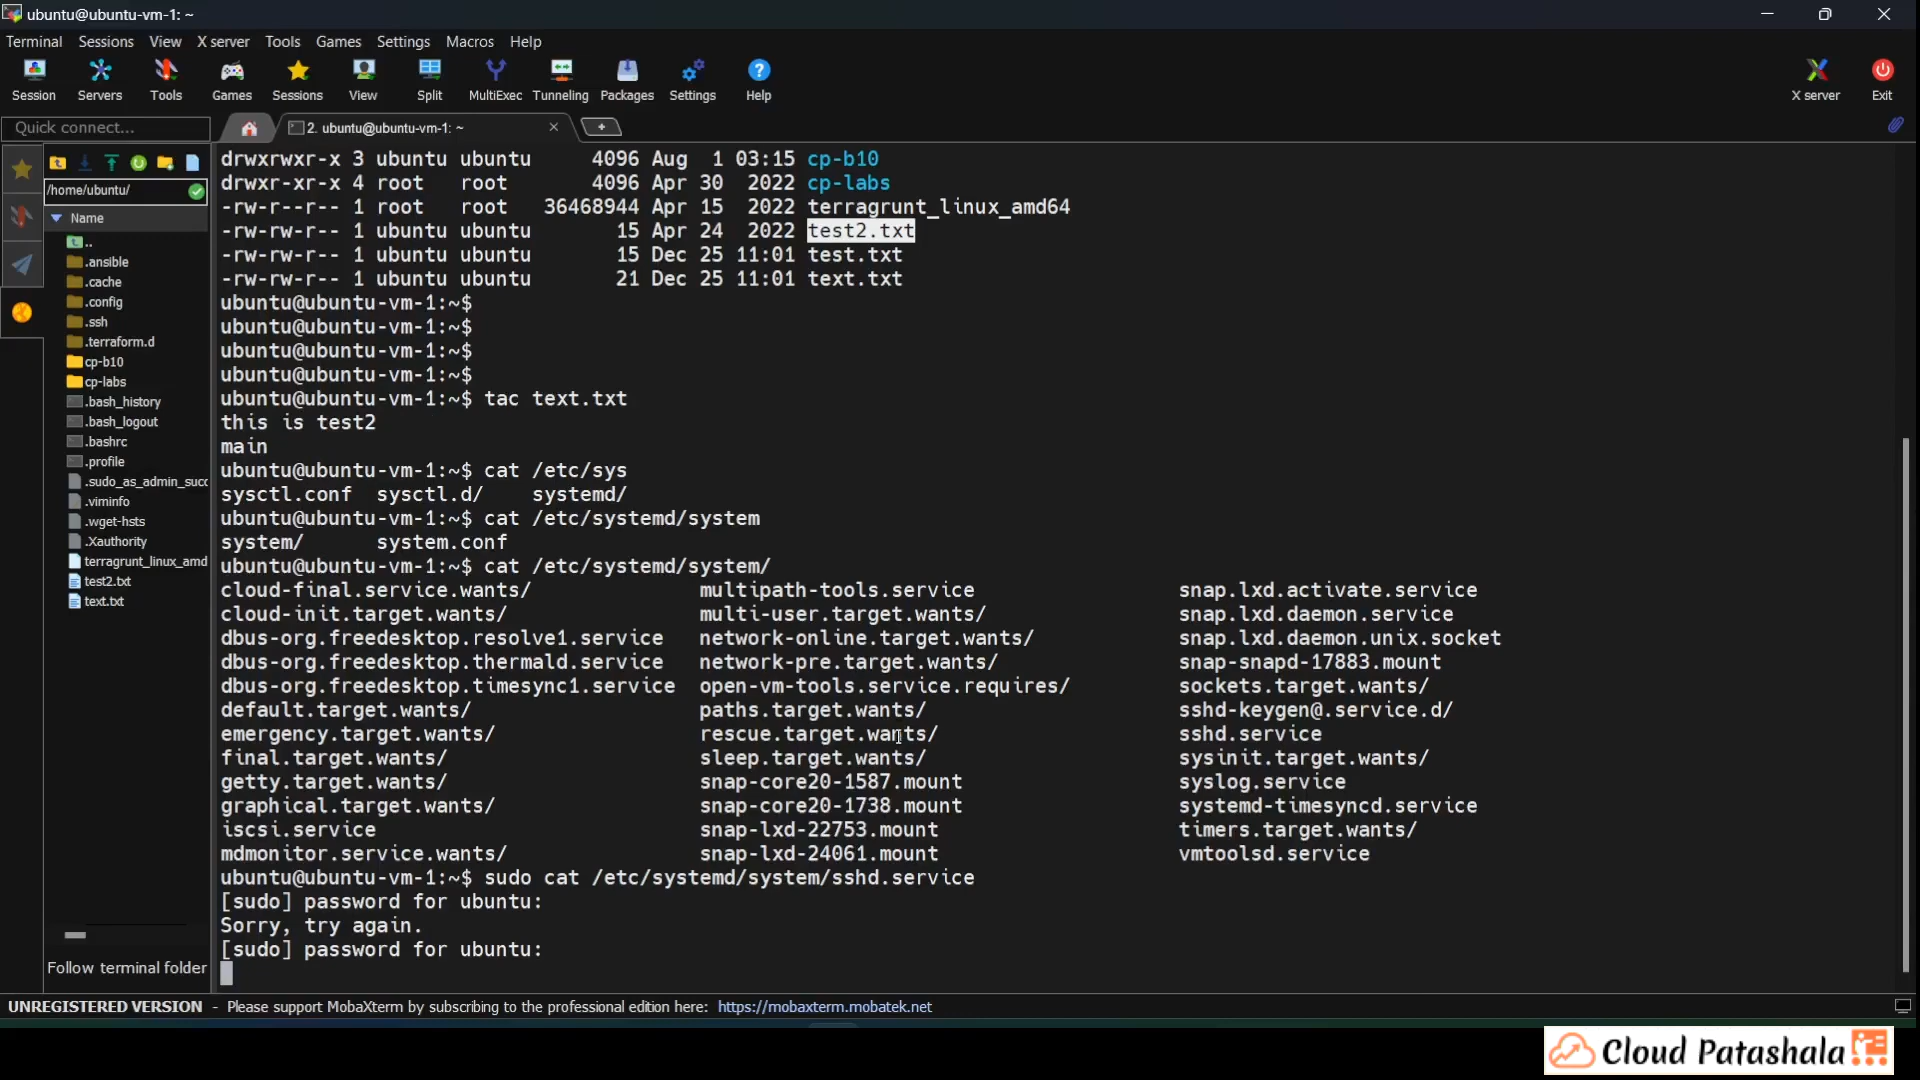 ubuntu@ubuntu-vm-1: ~
Terminal Sessions View X server Tools Games Settings Macros Help
Session Servers Tools Games Sessions View Split MultiExec Tunneling Packages Settings Help X server Exit
Quick connect... 2. ubuntu@ubuntu-vm-1: ~
/home/ubuntu/
Name
..
.ansible
.cache
.config
.ssh
.terraform.d
cp-b10
cp-labs
.bash_history
.bash_logout
.bashrc
.profile
.sudo_as_admin_succ
.viminfo
.wget-hsts
.Xauthority
terragrunt_linux_amd
test2.txt
text.txt
Follow terminal folder
drwxrwxr-x 3 ubuntu ubuntu     4096 Aug  1 03:15 cp-b10
drwxr-xr-x 4 root   root       4096 Apr 30  2022 cp-labs
-rw-r--r-- 1 root   root   36468944 Apr 15  2022 terragrunt_linux_amd64
-rw-rw-r-- 1 ubuntu ubuntu       15 Apr 24  2022 test2.txt
-rw-rw-r-- 1 ubuntu ubuntu       15 Dec 25 11:01 test.txt
-rw-rw-r-- 1 ubuntu ubuntu       21 Dec 25 11:01 text.txt
ubuntu@ubuntu-vm-1:~$
ubuntu@ubuntu-vm-1:~$
ubuntu@ubuntu-vm-1:~$
ubuntu@ubuntu-vm-1:~$
ubuntu@ubuntu-vm-1:~$ tac text.txt
this is test2
main
ubuntu@ubuntu-vm-1:~$ cat /etc/sys
sysctl.conf  sysctl.d/    systemd/
ubuntu@ubuntu-vm-1:~$ cat /etc/systemd/system
system/      system.conf
ubuntu@ubuntu-vm-1:~$ cat /etc/systemd/system/
cloud-final.service.wants/              multipath-tools.service                 snap.lxd.activate.service
cloud-init.target.wants/                multi-user.target.wants/                snap.lxd.daemon.service
dbus-org.freedesktop.resolve1.service   network-online.target.wants/            snap.lxd.daemon.unix.socket
dbus-org.freedesktop.thermald.service   network-pre.target.wants/               snap-snapd-17883.mount
dbus-org.freedesktop.timesync1.service  open-vm-tools.service.requires/         sockets.target.wants/
default.target.wants/                   paths.target.wants/                     sshd-keygen@.service.d/
emergency.target.wants/                 rescue.target.wants/                    sshd.service
final.target.wants/                     sleep.target.wants/                     sysinit.target.wants/
getty.target.wants/                     snap-core20-1587.mount                  syslog.service
graphical.target.wants/                 snap-core20-1738.mount                  systemd-timesyncd.service
iscsi.service                           snap-lxd-22753.mount                    timers.target.wants/
mdmonitor.service.wants/                snap-lxd-24061.mount                    vmtoolsd.service
ubuntu@ubuntu-vm-1:~$ sudo cat /etc/systemd/system/sshd.service
[sudo] password for ubuntu:
Sorry, try again.
[sudo] password for ubuntu:
UNREGISTERED VERSION - Please support MobaXterm by subscribing to the professional edition here: https://mobaxterm.mobatek.net
Cloud Patashala